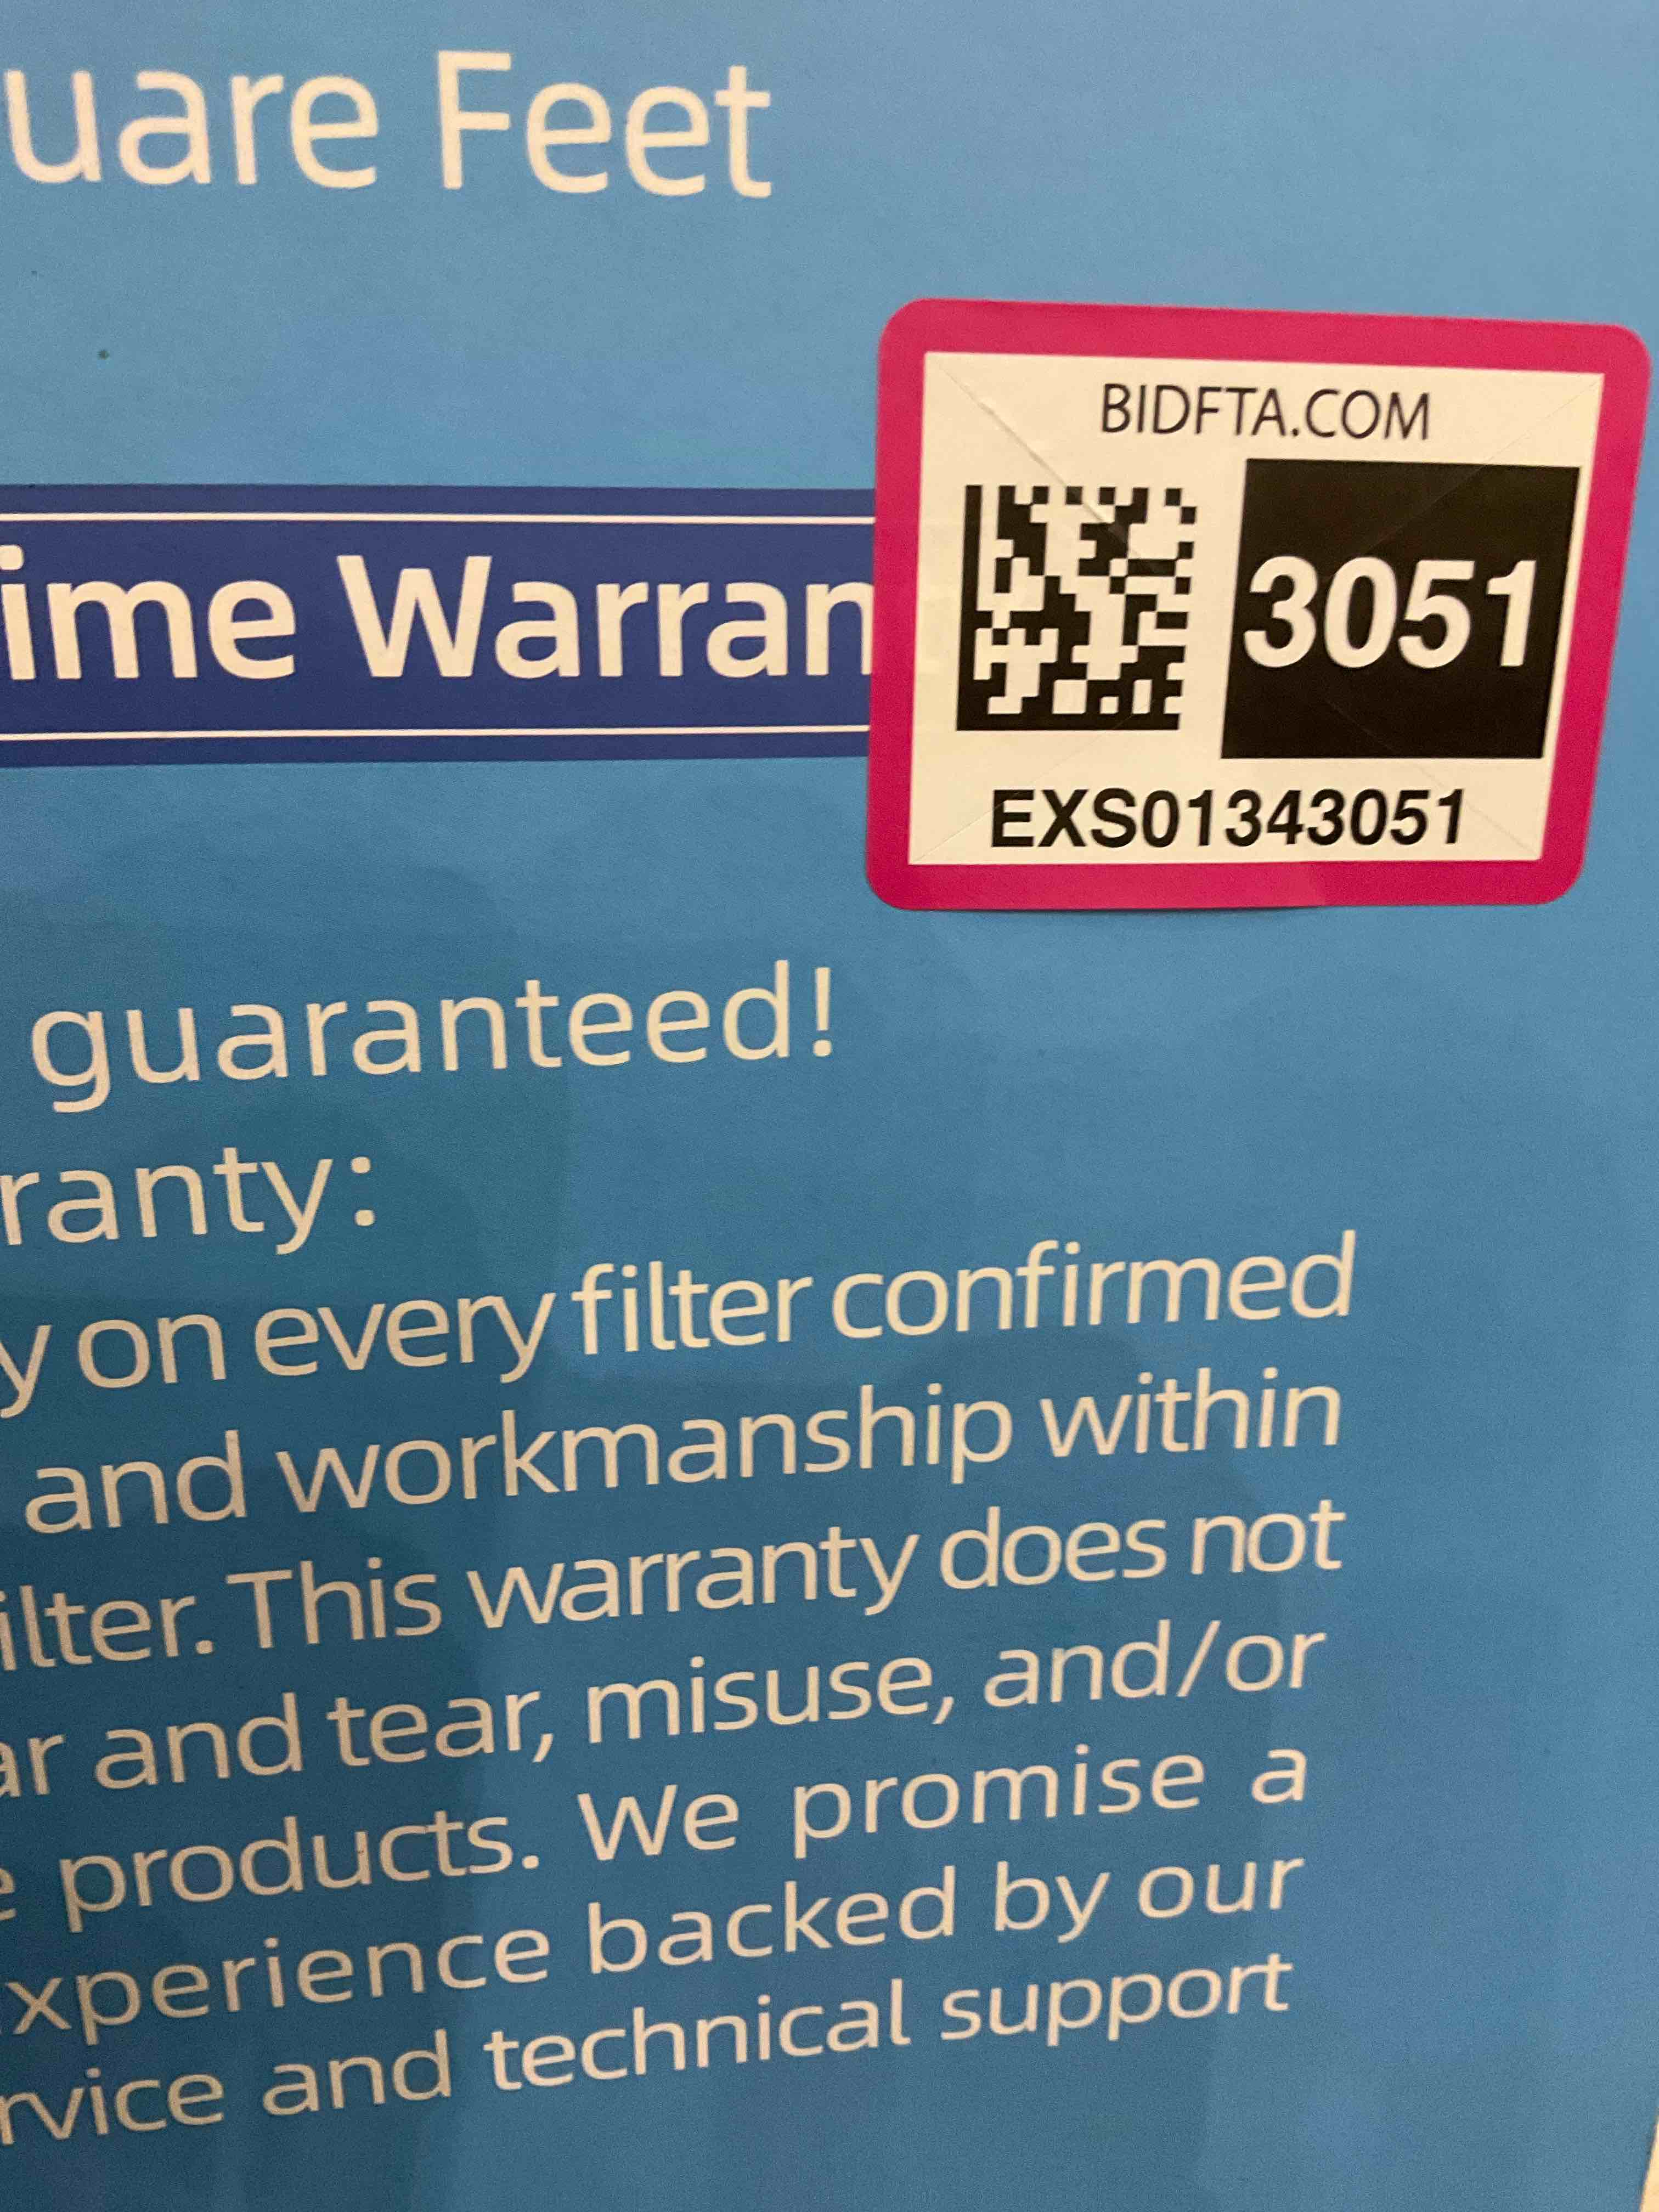 uare Feet
BIDFTA.COM
3051
EXS01343051
ime Warran
guaranteed!
ranty:
y on every filter confirmed
and workmanship within
ilter. This warranty does not
ar and tear, misuse, and/or
e products. We promise a
xperience backed by our
rvice and technical support